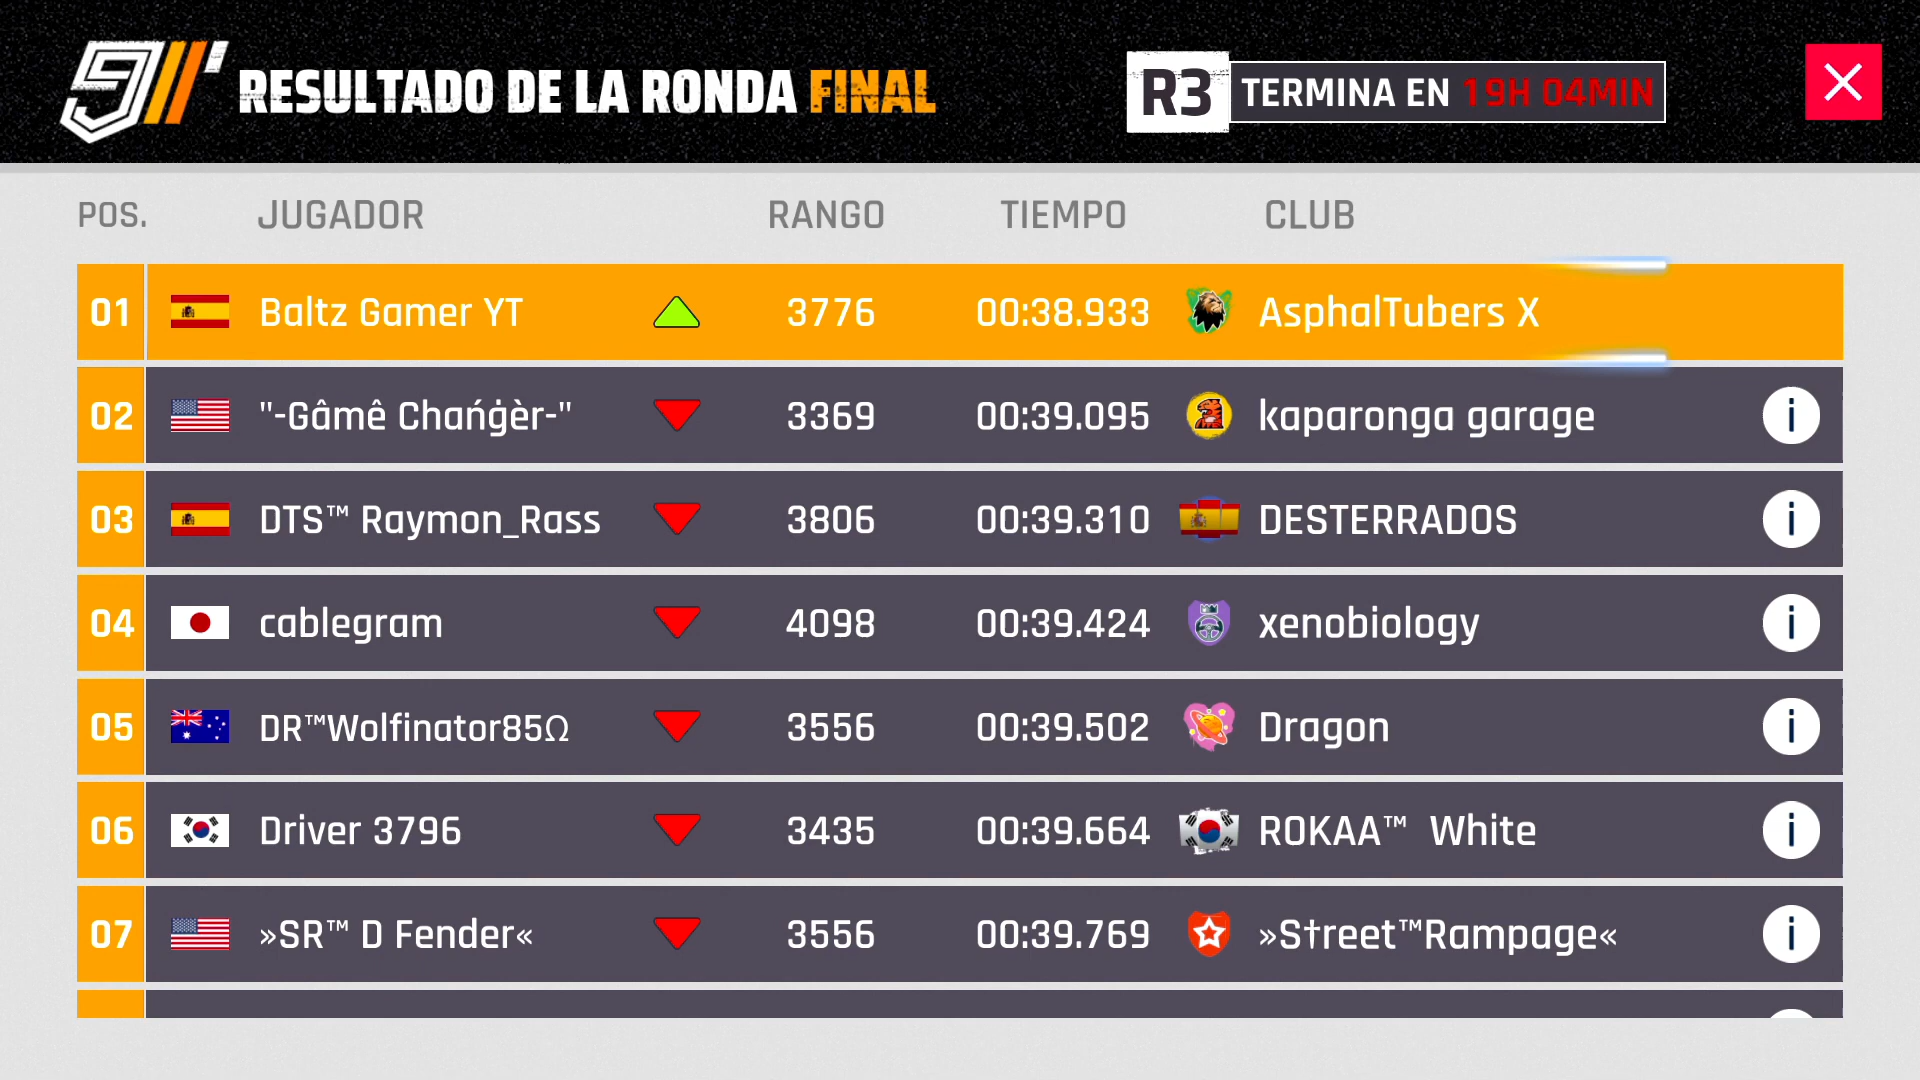 9 RESULTADO DE LA RONDA FINAL
R3 TERMINA EN 19H 04MIN
POS. JUGADOR RANGO TIEMPO CLUB
01 Baltz Gamer YT 3776 00:38.933 AsphalTubers X
02 "-Gâmê Chańġèr-" 3369 00:39.095 kaparonga garage i
03 DTS™ Raymon_Rass 3806 00:39.310 DESTERRADOS i
04 cablegram 4098 00:39.424 xenobiology i
05 DR™Wolfinator85Ω 3556 00:39.502 Dragon i
06 Driver 3796 3435 00:39.664 ROKAA™ White i
07 »SR™ D Fender« 3556 00:39.769 »S†reet™Rampage« i